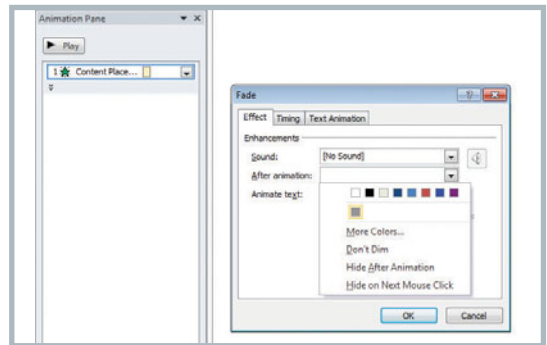 Animation Pane
Play
1 Content Place...
Fade
Effect Timing Text Animation
Enhancements
Sound: [No Sound]
After animation:
Animate text:
More Colors...
Don't Dim
Hide After Animation
Hide on Next Mouse Click
OK Cancel